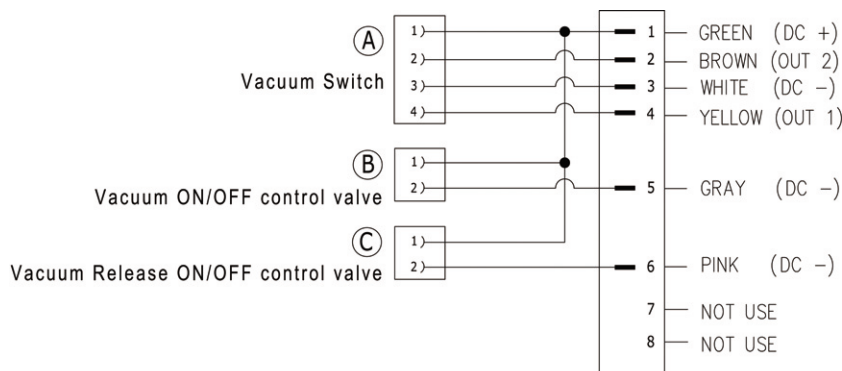 A
Vacuum Switch
1
2
3
4
B
Vacuum ON/OFF control valve
1
2
C
Vacuum Release ON/OFF control valve
1
2
1 GREEN (DC +)
2 BROWN (OUT 2)
3 WHITE (DC −)
4 YELLOW (OUT 1)
5 GRAY (DC −)
6 PINK (DC −)
7 NOT USE
8 NOT USE